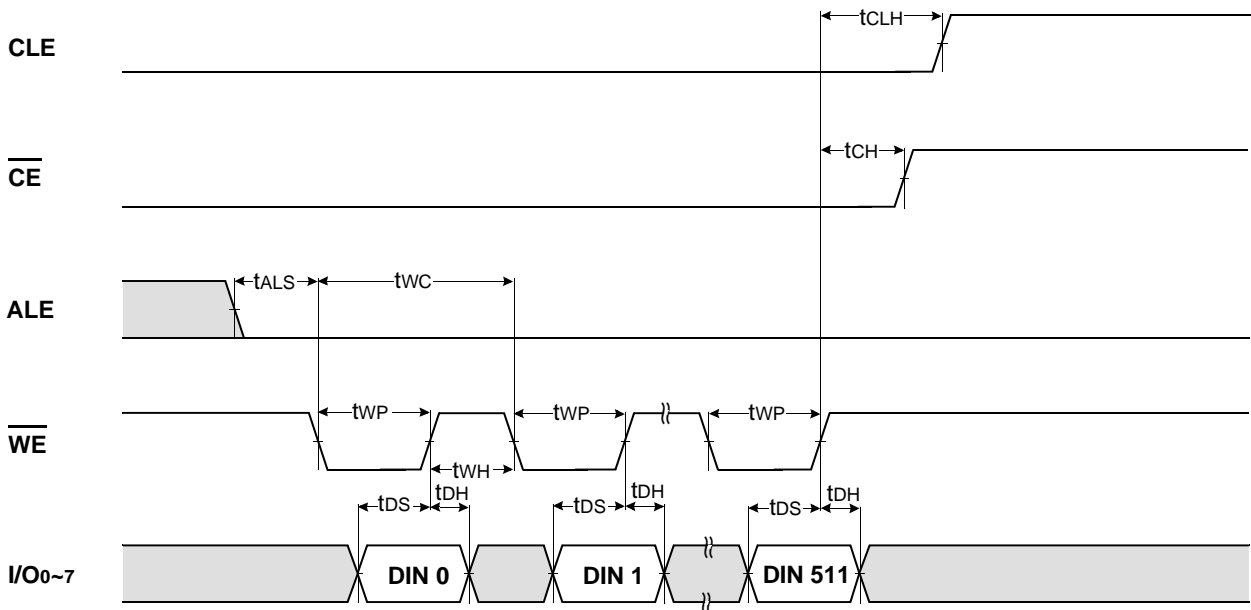 tCLH
CLE
tCH
CE
tALS
tWC
ALE
tWP
tWP
tWP
WE
tWH
tDS
tDH
tDS
tDH
tDS
tDH
I/O0~7
DIN 0
DIN 1
DIN 511